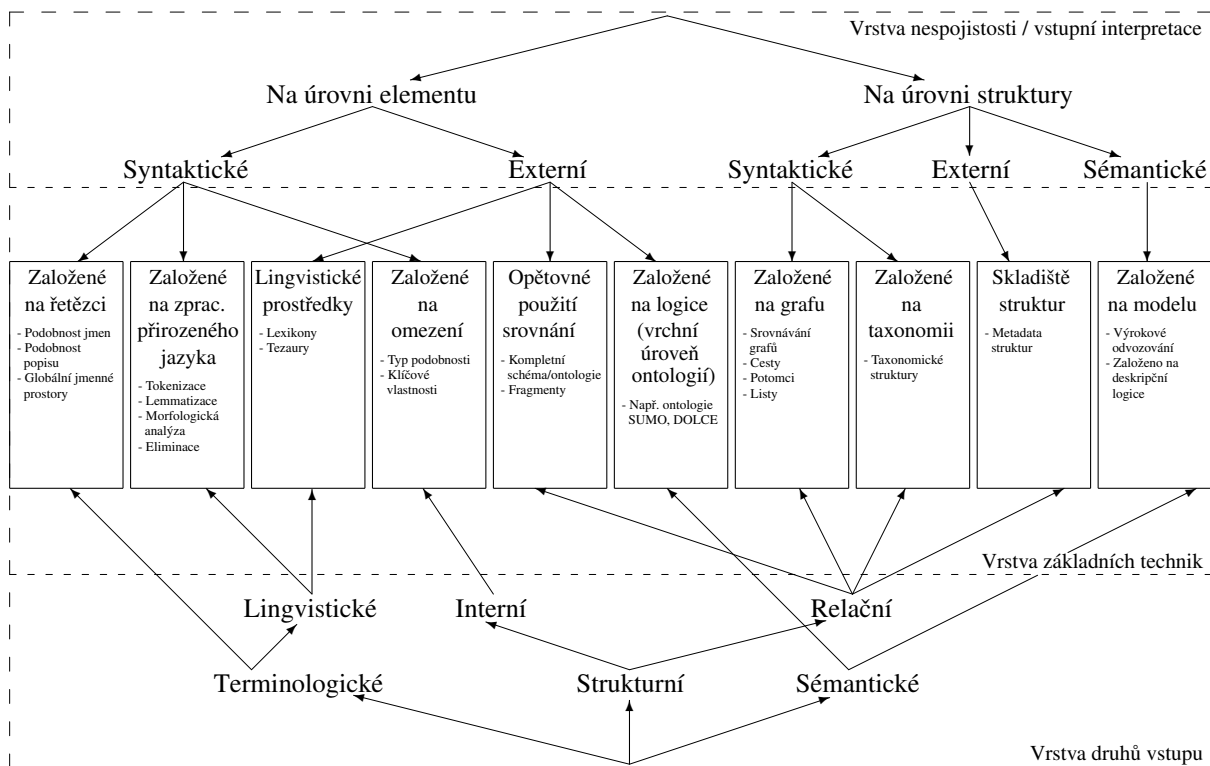 Vrstva nespojistosti / vstupní interpretace
Na úrovni elementu
Na úrovni struktury
Syntaktické
Externí
Syntaktické
Externí
Sémantické
Založené
na řetězci
- Podobnost jmen
- Podobnost
popisu
- Globální jmenné
prostory
Založené
na zprac.
přirozeného
jazyka
- Tokenizace
- Lemmatizace
- Morfologická
analýza
- Eliminace
Lingvistické
prostředky
- Lexikony
- Tezaury
Založené
na
omezení
- Typ podobnosti
- Klíčové
vlastnosti
Opětovné
použití
srovnání
- Kompletní
schéma/ontologie
- Fragmenty
Založené
na logice
(vrchní
úroveň
ontologií)
- Např. ontologie
SUMO, DOLCE
Založené
na grafu
- Srovnávání
grafů
- Cesty
- Potomci
- Listy
Založené
na
taxonomii
- Taxonomické
struktury
Skladiště
struktur
- Metadata
struktur
Založené
na modelu
- Výrokové
odvozování
- Založeno na
deskripční
logice
Vrstva základních technik
Lingvistické
Interní
Relační
Terminologické
Strukturní
Sémantické
Vrstva druhů vstupu